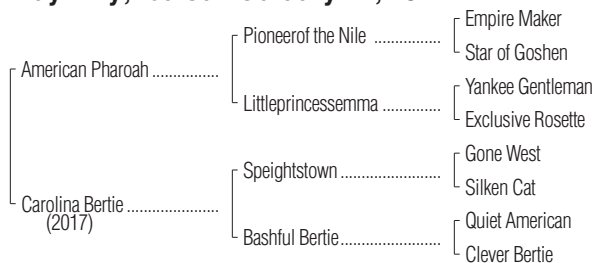 Empire Maker
Pioneerof the Nile ................
Star of Goshen
American Pharoah ................
Yankee Gentleman
Littleprincessemma ..............
Exclusive Rosette
Gone West
Speightstown ........................
Silken Cat
Carolina Bertie ......................
(2017)
Quiet American
Bashful Bertie........................
Clever Bertie